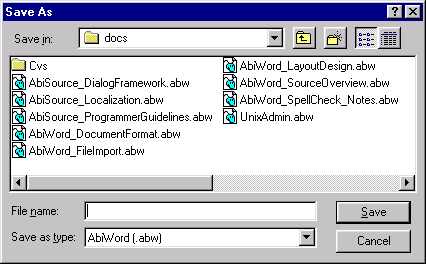 Save As
Save in: docs
Cvs
AbiSource_DialogFramework.abw
AbiSource_Localization.abw
AbiSource_ProgrammerGuidelines.abw
AbiWord_DocumentFormat.abw
AbiWord_FileImport.abw
AbiWord_LayoutDesign.abw
AbiWord_SourceOverview.abw
AbiWord_SpellCheck_Notes.abw
UnixAdmin.abw
File name:
Save
Save as type: AbiWord (.abw)
Cancel